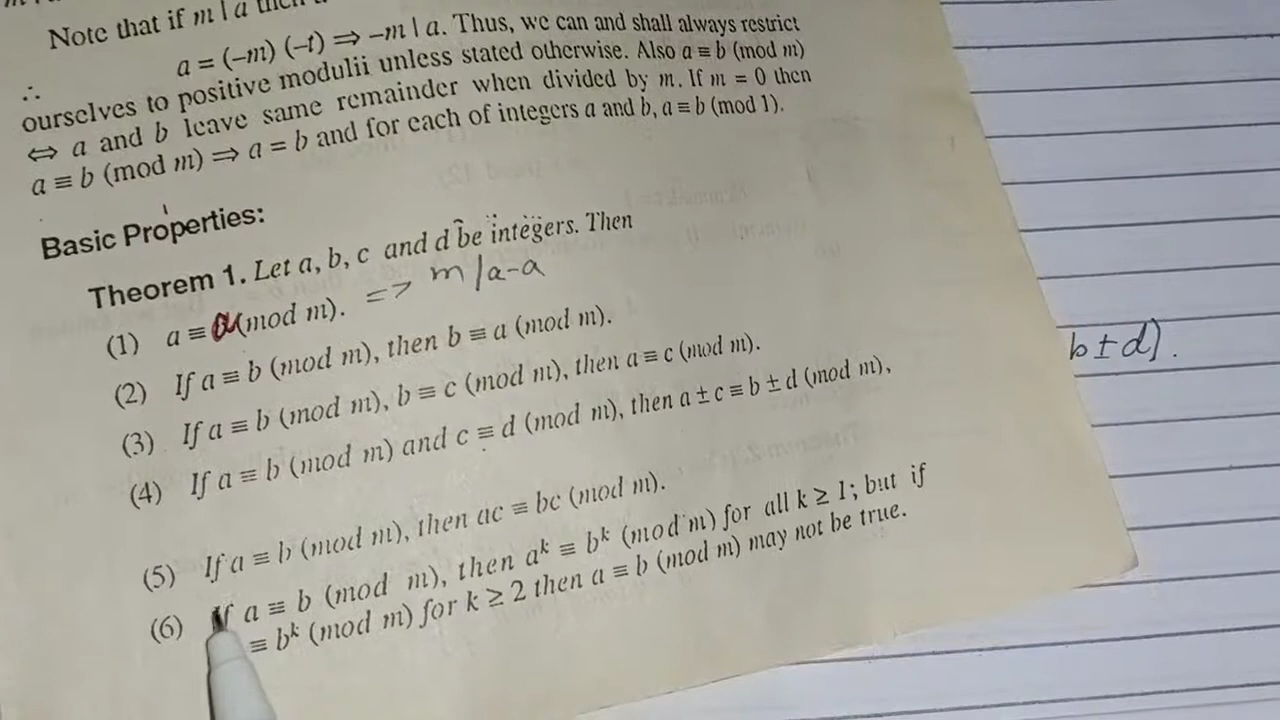 Note that if m | a then
∴ a = (–m) (–t) ⇒ –m | a. Thus, we can and shall always restrict
ourselves to positive modulii unless stated otherwise. Also a ≡ b (mod m)
⇔ a and b leave same remainder when divided by m. If m = 0 then
a ≡ b (mod m) ⇒ a = b and for each of integers a and b, a ≡ b (mod 1).
Basic Properties:
Theorem 1. Let a, b, c and d be integers. Then
(1) a ≡ a (mod m). => m/a-a
(2) If a ≡ b (mod m), then b ≡ a (mod m).
(3) If a ≡ b (mod m), b ≡ c (mod m), then a ≡ c (mod m).
(4) If a ≡ b (mod m) and c ≡ d (mod m), then a ± c ≡ b ± d (mod m),
(5) If a ≡ b (mod m), then ac ≡ bc (mod m).
(6) If a ≡ b (mod m), then aᵏ ≡ bᵏ (mod m) for all k ≥ 1; but if
≡ bᵏ (mod m) for k ≥ 2 then a ≡ b (mod m) may not be true.
b±d].